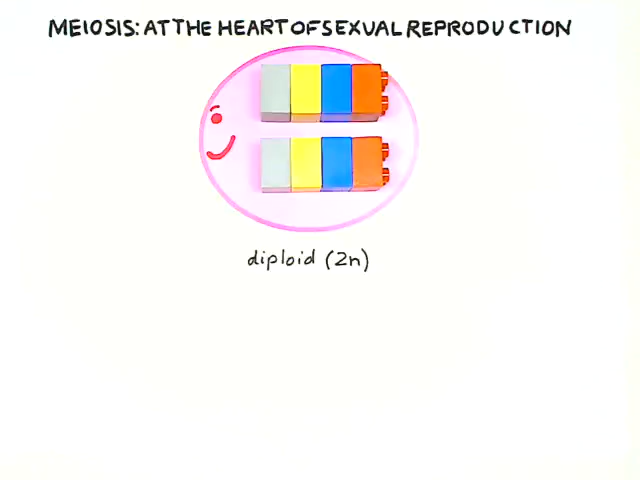 MEIOSIS: AT THE HEART OF SEXUAL REPRODUCTION
diploid (2n)